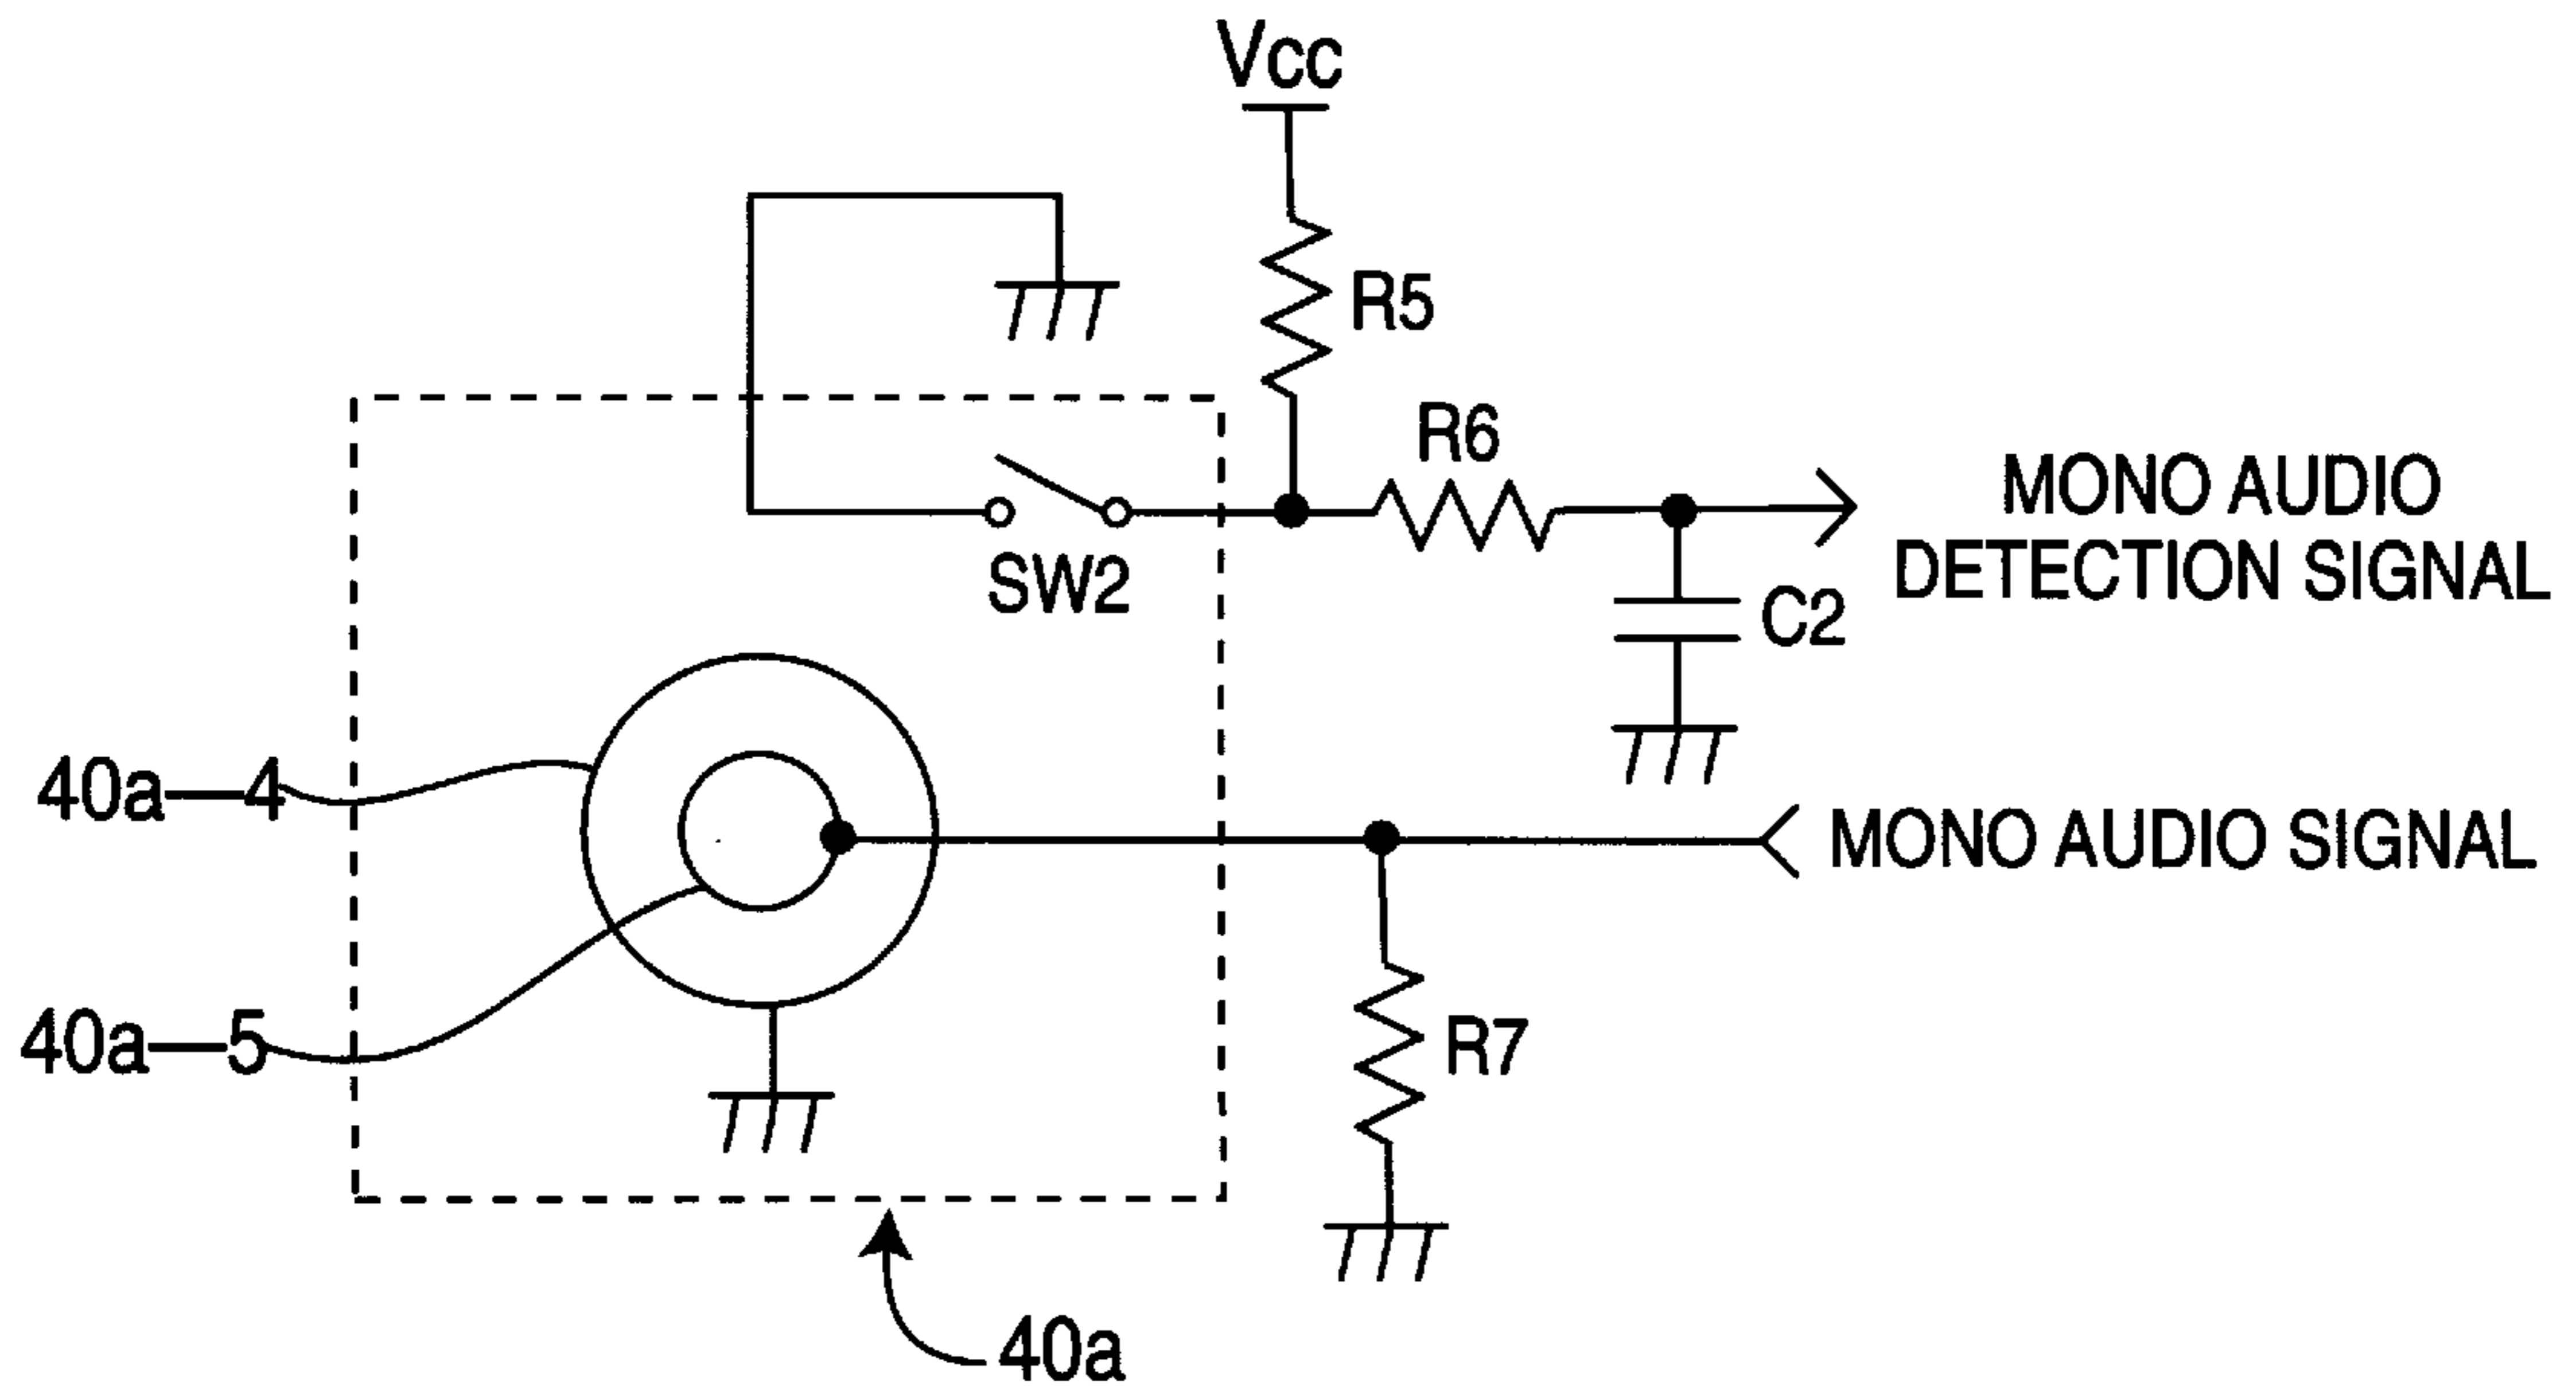 Vcc
R5
R6
MONO AUDIO
DETECTION SIGNAL
SW2
C2
40a—4
MONO AUDIO SIGNAL
40a—5
R7
40a